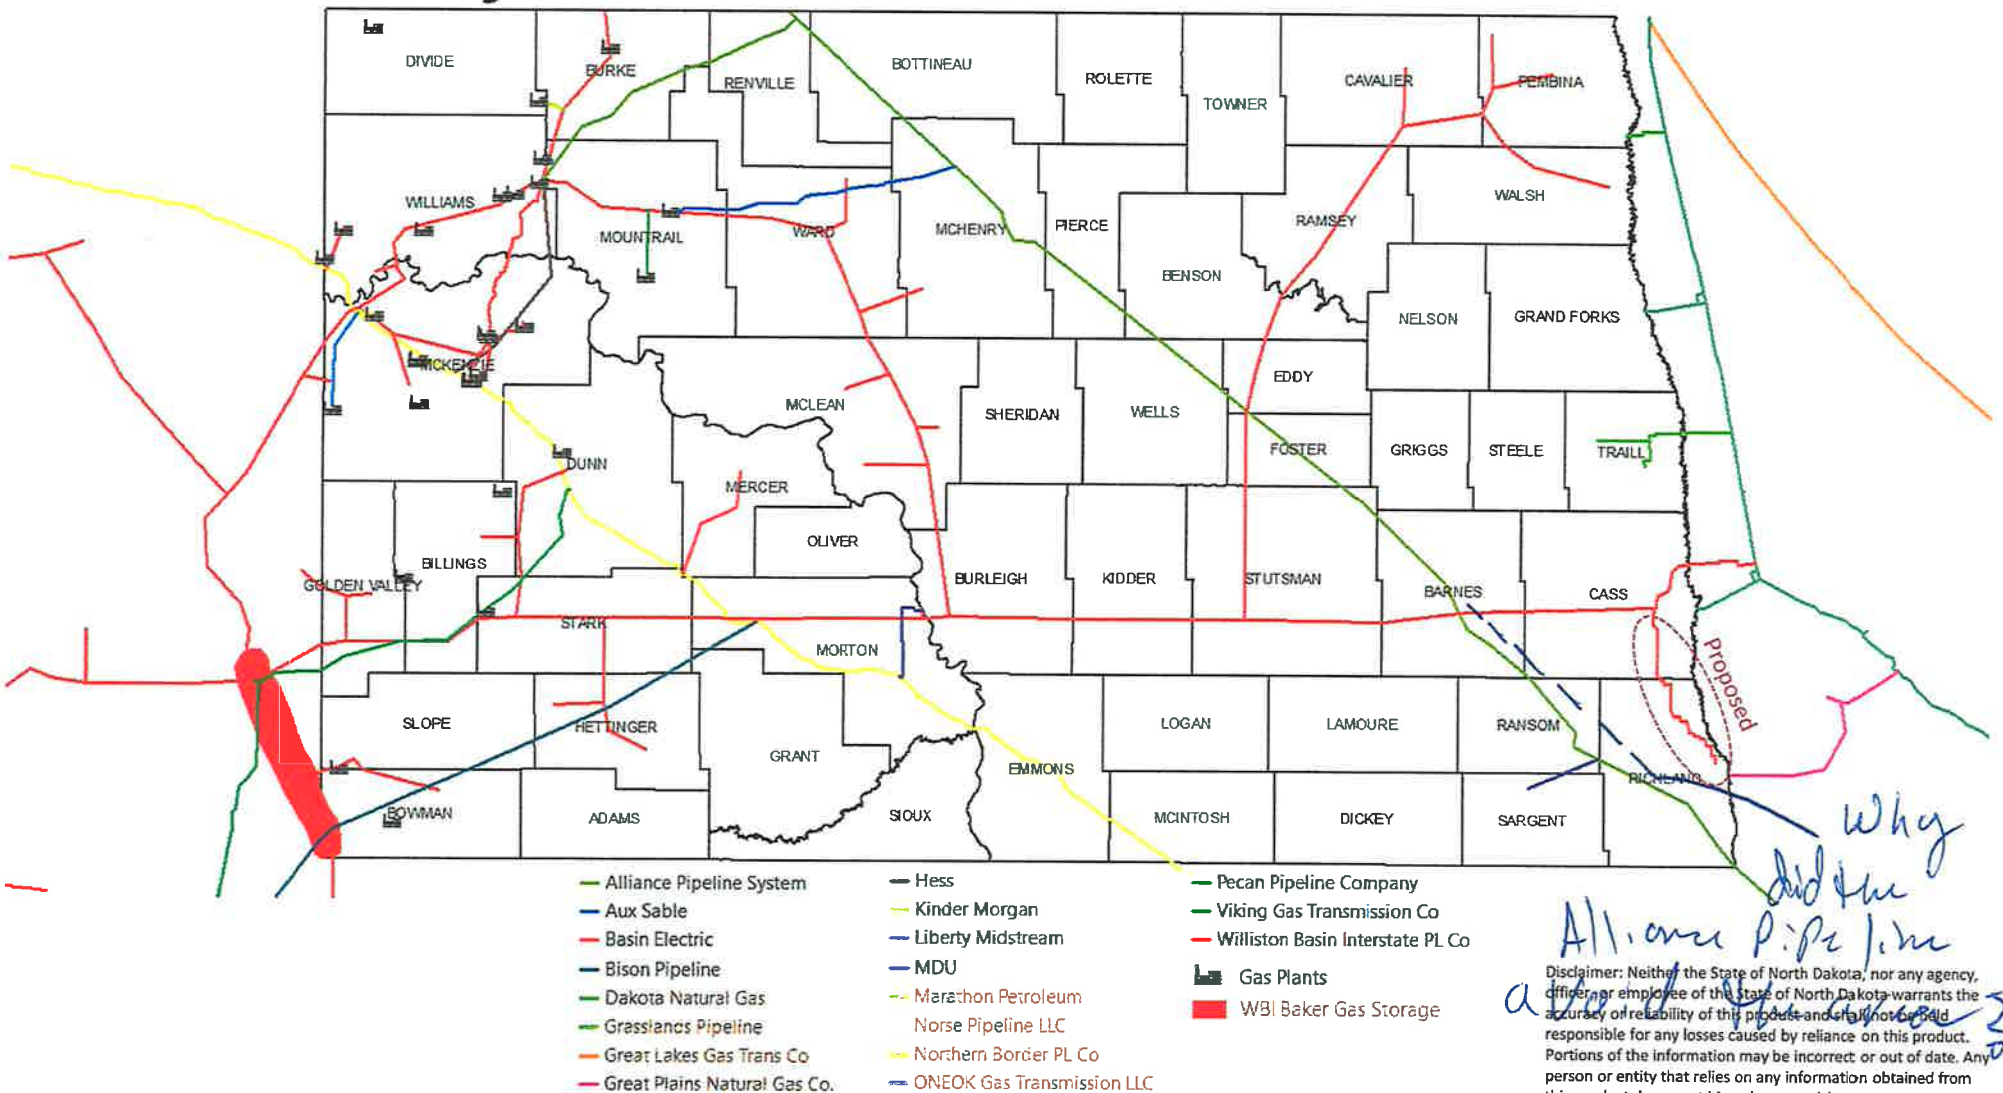 DIVIDE
BURKE
RENVILLE
BOTTINEAU
ROLETTE
TOWNER
CAVALIER
PEMBINA
WILLIAMS
MOUNTRAIL
WARD
MCHENRY
PIERCE
BENSON
RAMSEY
WALSH
NELSON
GRAND FORKS
MCKENZIE
DUNN
MCLEAN
MERCER
OLIVER
SHERIDAN
WELLS
EDDY
FOSTER
GRIGGS
STEELE
TRAILL
GOLDEN VALLEY
BILLINGS
STARK
MORTON
BURLEIGH
KIDDER
STUTSMAN
BARNES
CASS
Proposed
SLOPE
HETTINGER
GRANT
EMMONS
LOGAN
LAMOURE
RANSOM
RICHLAND
BOWMAN
ADAMS
SIOUX
MCINTOSH
DICKEY
SARGENT
Alliance Pipeline System
Aux Sable
Basin Electric
Bison Pipeline
Dakota Natural Gas
Grasslands Pipeline
Great Lakes Gas Trans Co
Great Plains Natural Gas Co.
Hess
Kinder Morgan
Liberty Midstream
MDU
Marathon Petroleum
Norse Pipeline LLC
Northern Border PL Co
ONEOK Gas Transmission LLC
Pecan Pipeline Company
Viking Gas Transmission Co
Williston Basin Interstate PL Co
Gas Plants
WBI Baker Gas Storage
Why
did the
Alliance Pipeline
avoid the area
Disclaimer: Neither the State of North Dakota, nor any agency,
officer, or employee of the State of North Dakota warrants the
accuracy or reliability of this product and shall not be held
responsible for any losses caused by reliance on this product.
Portions of the information may be incorrect or out of date. Any
person or entity that relies on any information obtained from